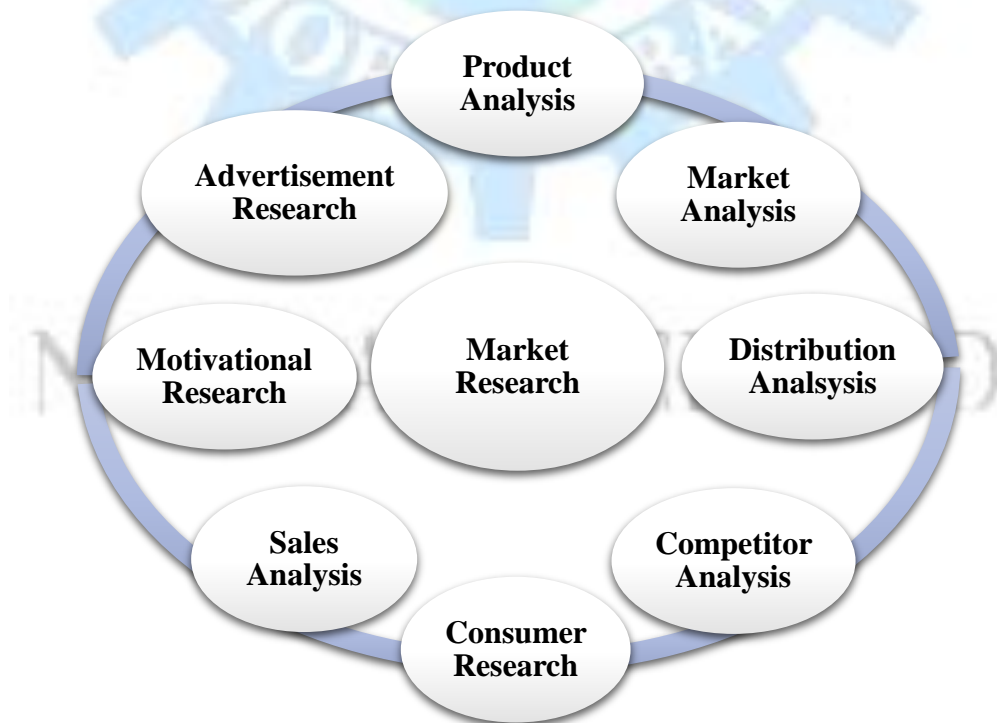 Product
Analysis
Advertisement
Research
Market
Analysis
Motivational
Research
Market
Research
Distribution
Analsysis
Sales
Analysis
Competitor
Analysis
Consumer
Research